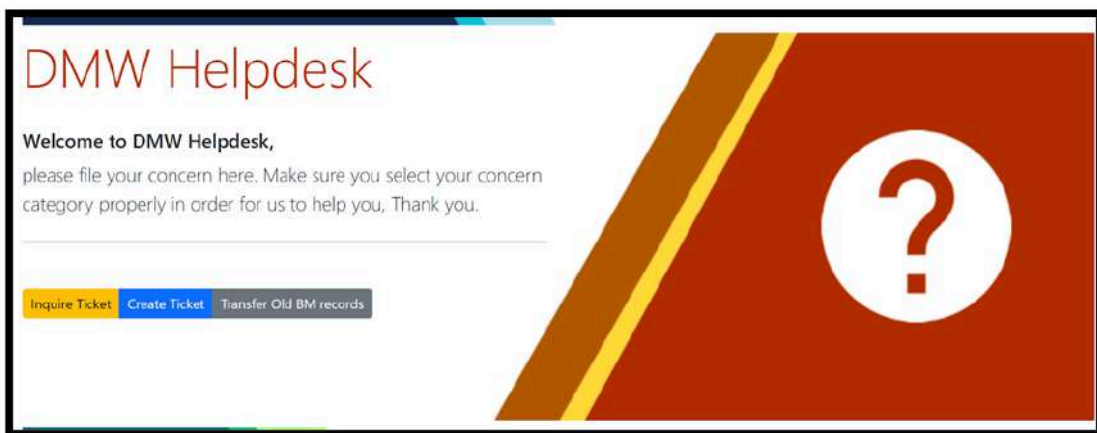 DMW Helpdesk
Welcome to DMW Helpdesk,
please file your concern here. Make sure you select your concern
category properly in order for us to help you, Thank you.
Inquire Ticket Create Ticket Transfer Old BM records
?